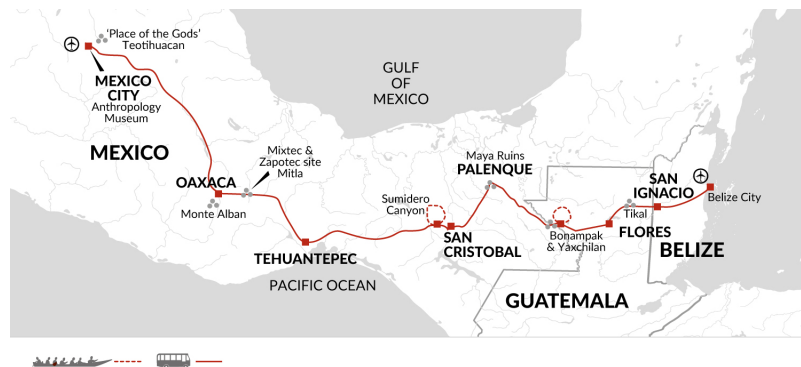 'Place of the Gods'
Teotihuacan
MEXICO
CITY
Anthropology
Museum
MEXICO
GULF
OF
MEXICO
Mixtec &
Zapotec site
Mitla
OAXACA
Monte Alban
TEHUANTEPEC
PACIFIC OCEAN
Sumidero
Canyon
SAN
CRISTOBAL
Maya Ruins
PALENQUE
Bonampak
& Yaxchilan
FLORES
Tikal
SAN
IGNACIO
Belize City
BELIZE
GUATEMALA